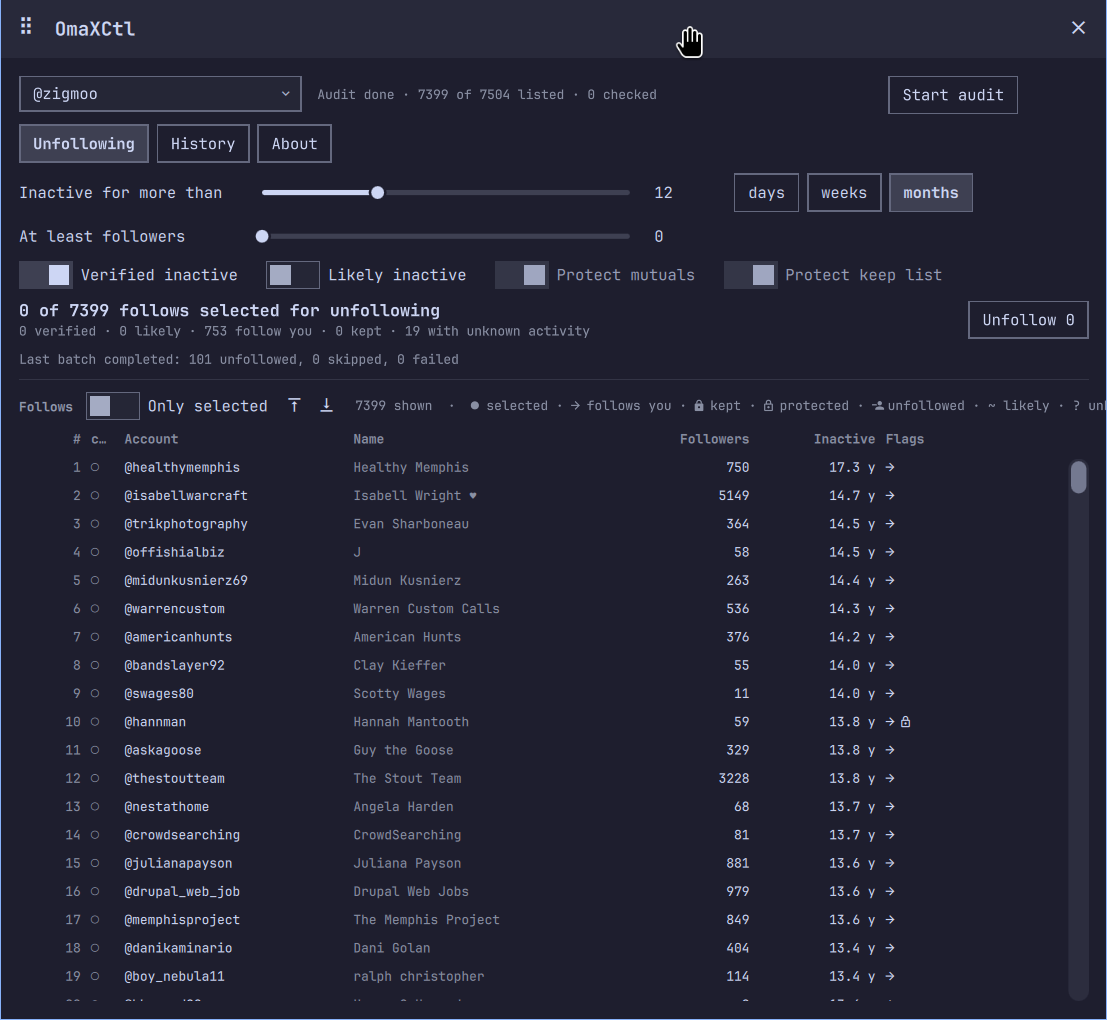 OmaXCtl
@zigmoo
Audit done · 7399 of 7504 listed · 0 checked
Start audit
Unfollowing
History
About
Inactive for more than
12
days
weeks
months
At least followers
0
Verified inactive
Likely inactive
Protect mutuals
Protect keep list
0 of 7399 follows selected for unfollowing
0 verified · 0 likely · 753 follow you · 0 kept · 19 with unknown activity
Unfollow 0
Last batch completed: 101 unfollowed, 0 skipped, 0 failed
Follows Only selected 7399 shown · ● selected · → follows you · kept · protected · unfollowed · ~ likely · ?
# c… Account Name Followers Inactive Flags
1 ○ @healthymemphis Healthy Memphis 750 17.3 y →
2 ○ @isabellwarcraft Isabell Wright ♥ 5149 14.7 y →
3 ○ @trikphotography Evan Sharboneau 364 14.5 y →
4 ○ @offishialbiz J 58 14.5 y →
5 ○ @midunkusnierz69 Midun Kusnierz 263 14.4 y →
6 ○ @warrencustom Warren Custom Calls 536 14.3 y →
7 ○ @americanhunts American Hunts 376 14.2 y →
8 ○ @bandslayer92 Clay Kieffer 55 14.0 y →
9 ○ @swages80 Scotty Wages 11 14.0 y →
10 ○ @hannman Hannah Mantooth 59 13.8 y →
11 ○ @askagoose Guy the Goose 329 13.8 y →
12 ○ @thestoutteam The Stout Team 3228 13.8 y →
13 ○ @nestathome Angela Harden 68 13.7 y →
14 ○ @crowdsearching CrowdSearching 81 13.7 y →
15 ○ @julianapayson Juliana Payson 881 13.6 y →
16 ○ @drupal_web_job Drupal Web Jobs 979 13.6 y →
17 ○ @memphisproject The Memphis Project 849 13.6 y →
18 ○ @danikaminario Dani Golan 404 13.4 y →
19 ○ @boy_nebula11 ralph christopher 114 13.4 y →